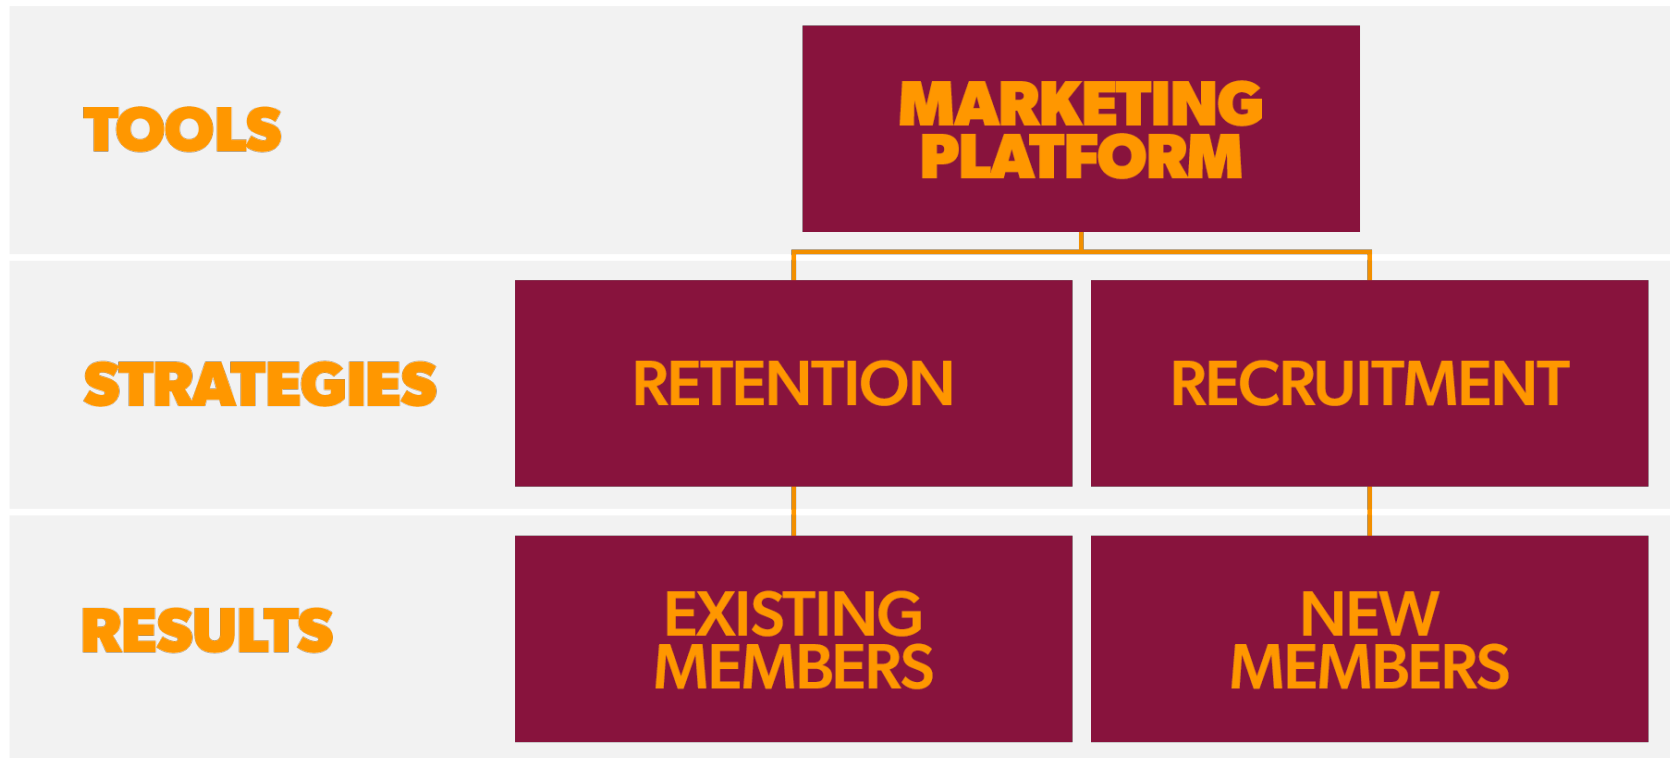 TOOLS
MARKETING
PLATFORM
STRATEGIES
RETENTION
RECRUITMENT
RESULTS
EXISTING
MEMBERS
NEW
MEMBERS